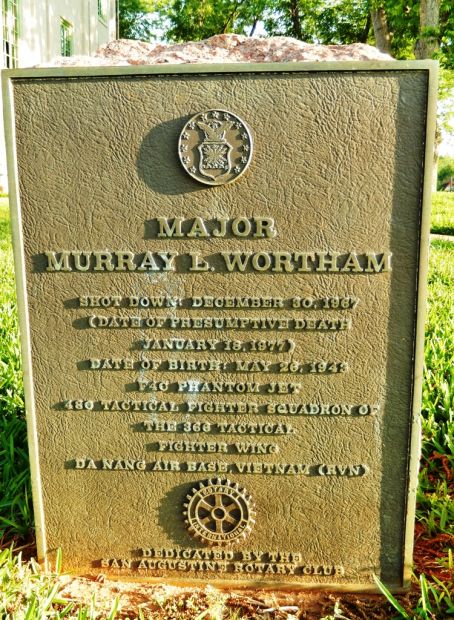 MAJOR
MURRAY L. WORTHAM
SHOT DOWN: DECEMBER 30, 1967
(DATE OF PRESUMPTIVE DEATH
JANUARY 18, 1977)
DATE OF BIRTH: MAY 26, 1943
F4C PHANTOM JET
480 TACTICAL FIGHTER SQUADRON OF
THE 366 TACTICAL
FIGHTER WING
DA NANG AIR BASE VIETNAM (RVN)
ROTARY
INTERNATIONAL
DEDICATED BY THE
SAN AUGUSTINE ROTARY CLUB